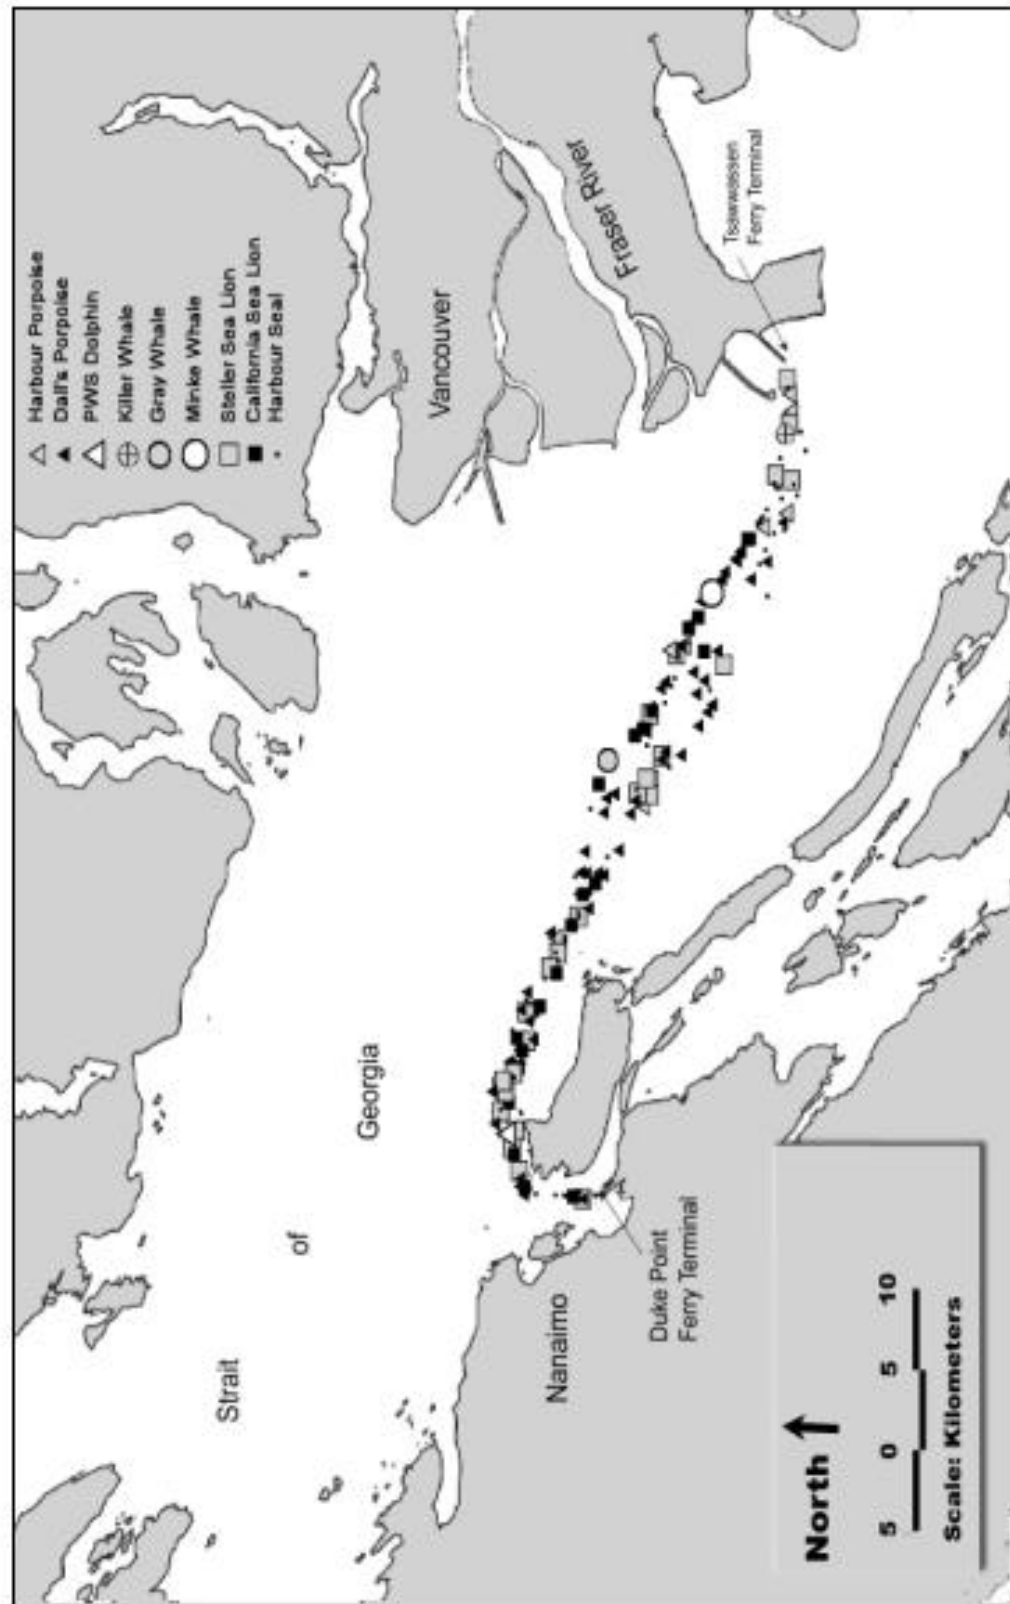 Harbour Porpoise
Dall's Porpoise
PWS Dolphin
Killer Whale
Gray Whale
Minke Whale
Steller Sea Lion
California Sea Lion
Harbour Seal
Vancouver
Fraser River
Tsawwassen
Ferry Terminal
Strait
of
Georgia
Nanaimo
Duke Point
Ferry Terminal
North
5 0 5 10
Scale: Kilometers